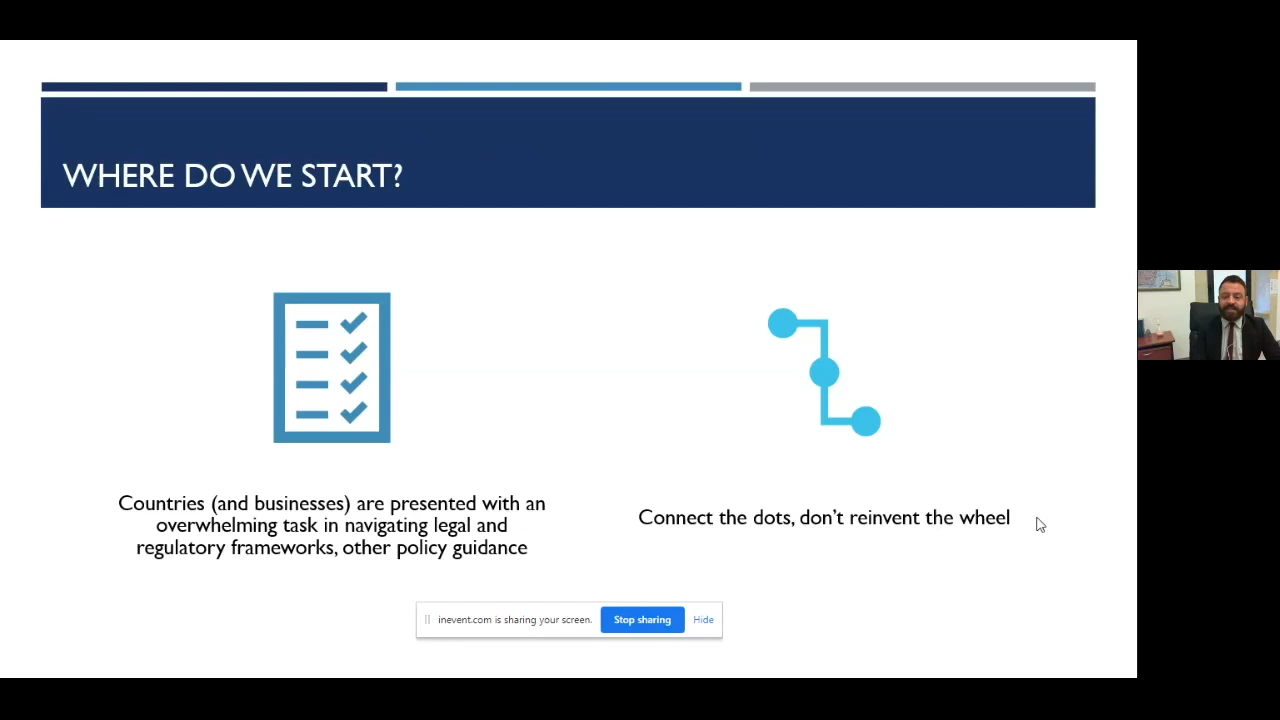 WHERE DO WE START?
Countries (and businesses) are presented with an
overwhelming task in navigating legal and
regulatory frameworks, other policy guidance
Connect the dots, don’t reinvent the wheel
inevent.com is sharing your screen. Stop sharing Hide